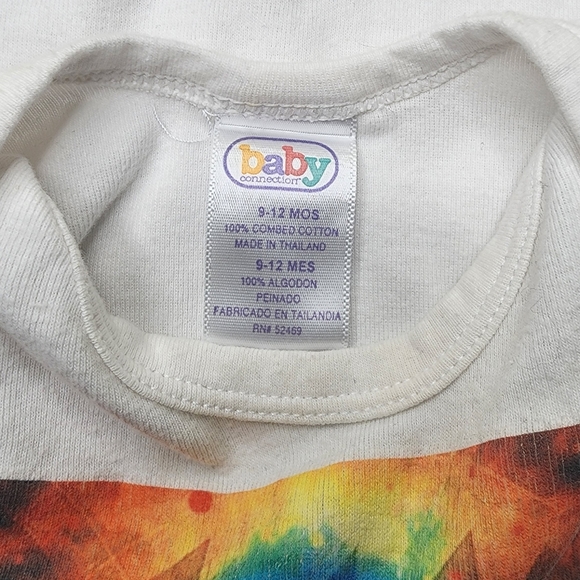 baby
connection
9-12 MOS
100% COMBED COTTON
MADE IN THAILAND
9-12 MES
100% ALGODON
PEINADO
FABRICADO EN TAILANDIA
RN# 52469